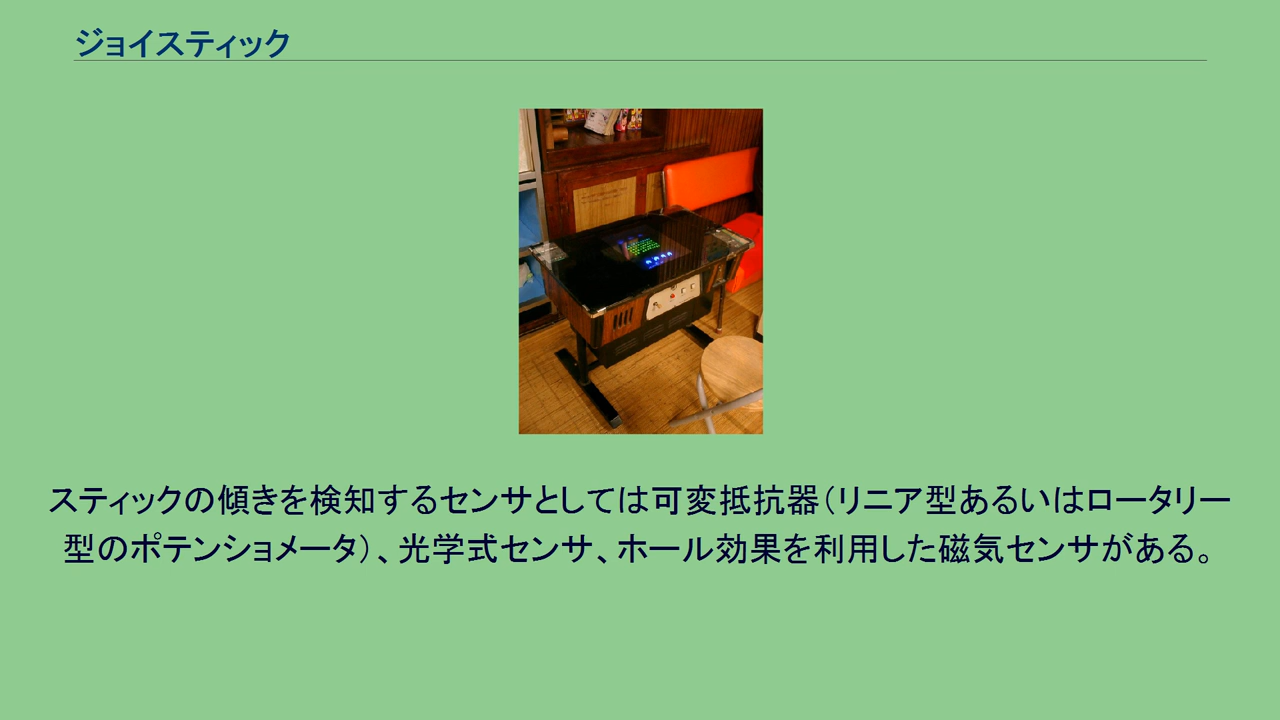 ジョイスティック
スティックの傾きを検知するセンサとしては可変抵抗器（リニア型あるいはロータリー
型のポテンショメータ）、光学式センサ、ホール効果を利用した磁気センサがある。